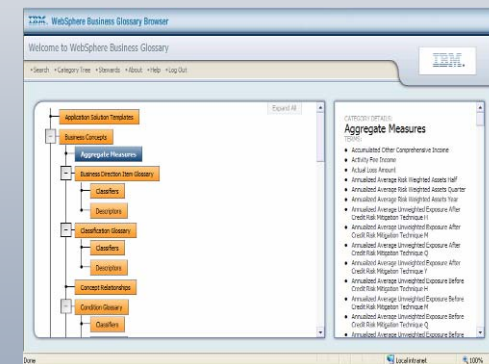 IBM. WebSphere Business Glossary Browser
Welcome to WebSphere Business Glossary
IBM.
•Search •Category Tree •Stewards •About •Help •Log Out
Expand All
Application Solution Templates
Business Concepts
Aggregate Measures
Business Direction Item Glossary
Classifiers
Descriptors
Classification Glossary
Classifiers
Descriptors
Concept Relationships
Condition Glossary
Classifiers
CATEGORY DETAILS:
Aggregate Measures
TERMS:
• Accumulated Other Comprehensive Income
• Activity Fee Income
• Actual Loss Amount
• Annualized Average Risk Weighted Assets Half
• Annualized Average Risk Weighted Assets Quarter
• Annualized Average Risk Weighted Assets Year
• Annualized Average Unweighted Exposure After
Credit Risk Mitigation Technique H
• Annualized Average Unweighted Exposure After
Credit Risk Mitigation Technique M
• Annualized Average Unweighted Exposure After
Credit Risk Mitigation Technique Q
• Annualized Average Unweighted Exposure After
Credit Risk Mitigation Technique Y
• Annualized Average Unweighted Exposure Before
Credit Risk Mitigation Technique H
• Annualized Average Unweighted Exposure Before
Credit Risk Mitigation Technique M
• Annualized Average Unweighted Exposure Before
Credit Risk Mitigation Technique Q
• Annualized Average Unweighted Exposure Before
Done
Local intranet
100%